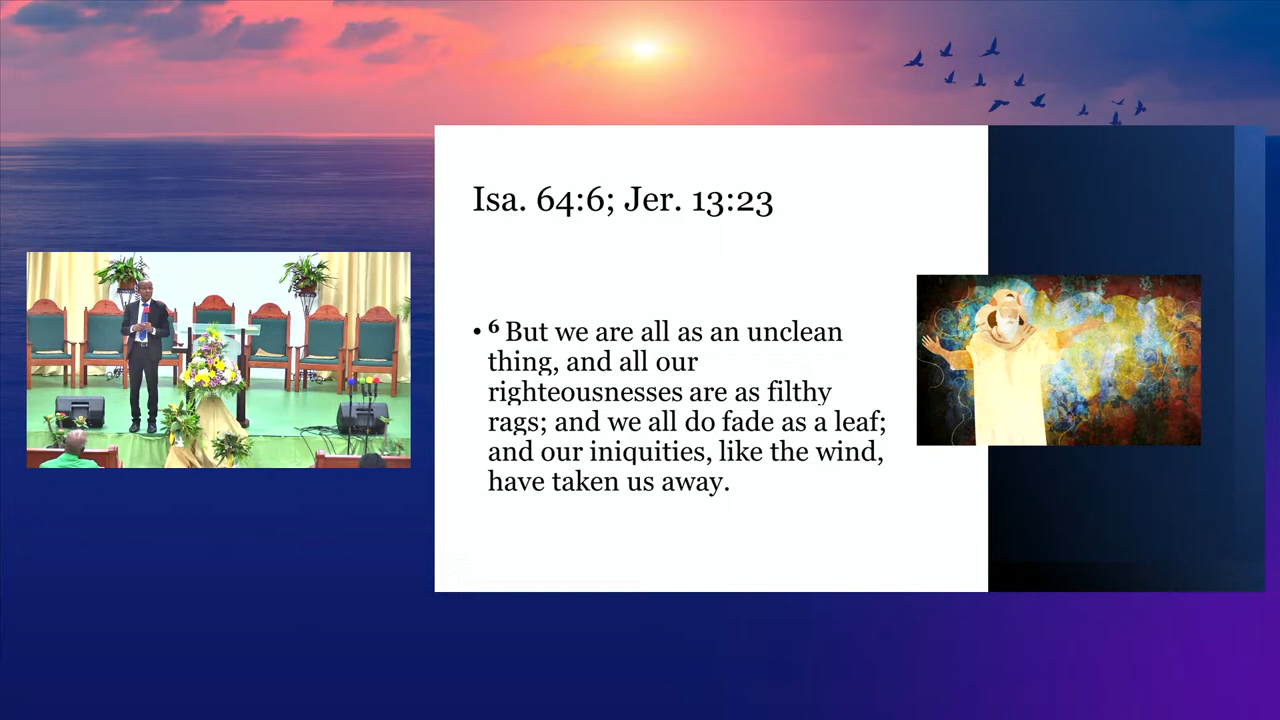 Isa. 64:6; Jer. 13:23
• 6 But we are all as an unclean
thing, and all our
righteousnesses are as filthy
rags; and we all do fade as a leaf;
and our iniquities, like the wind,
have taken us away.